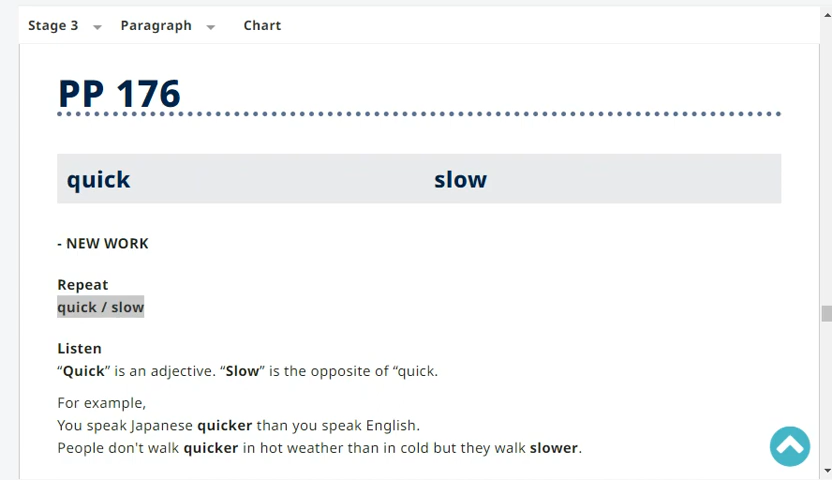 Stage 3 Paragraph Chart
PP 176
quick slow
- NEW WORK
Repeat
quick / slow
Listen
“Quick” is an adjective. “Slow” is the opposite of “quick.
For example,
You speak Japanese quicker than you speak English.
People don't walk quicker in hot weather than in cold but they walk slower.